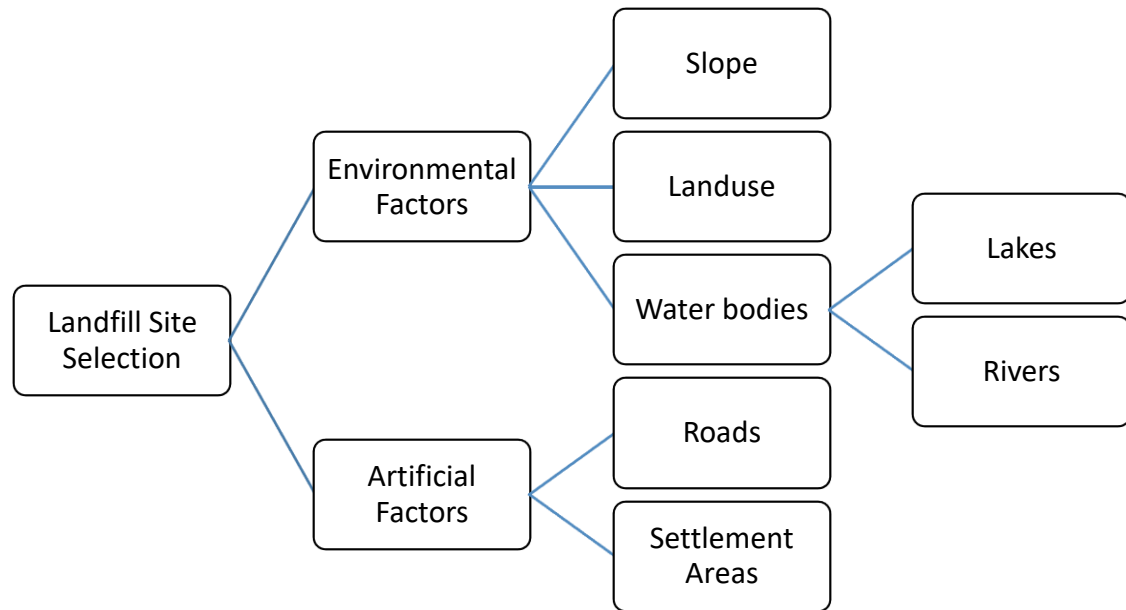 Landfill Site
Selection
Environmental
Factors
Artificial
Factors
Slope
Landuse
Water bodies
Roads
Settlement
Areas
Lakes
Rivers